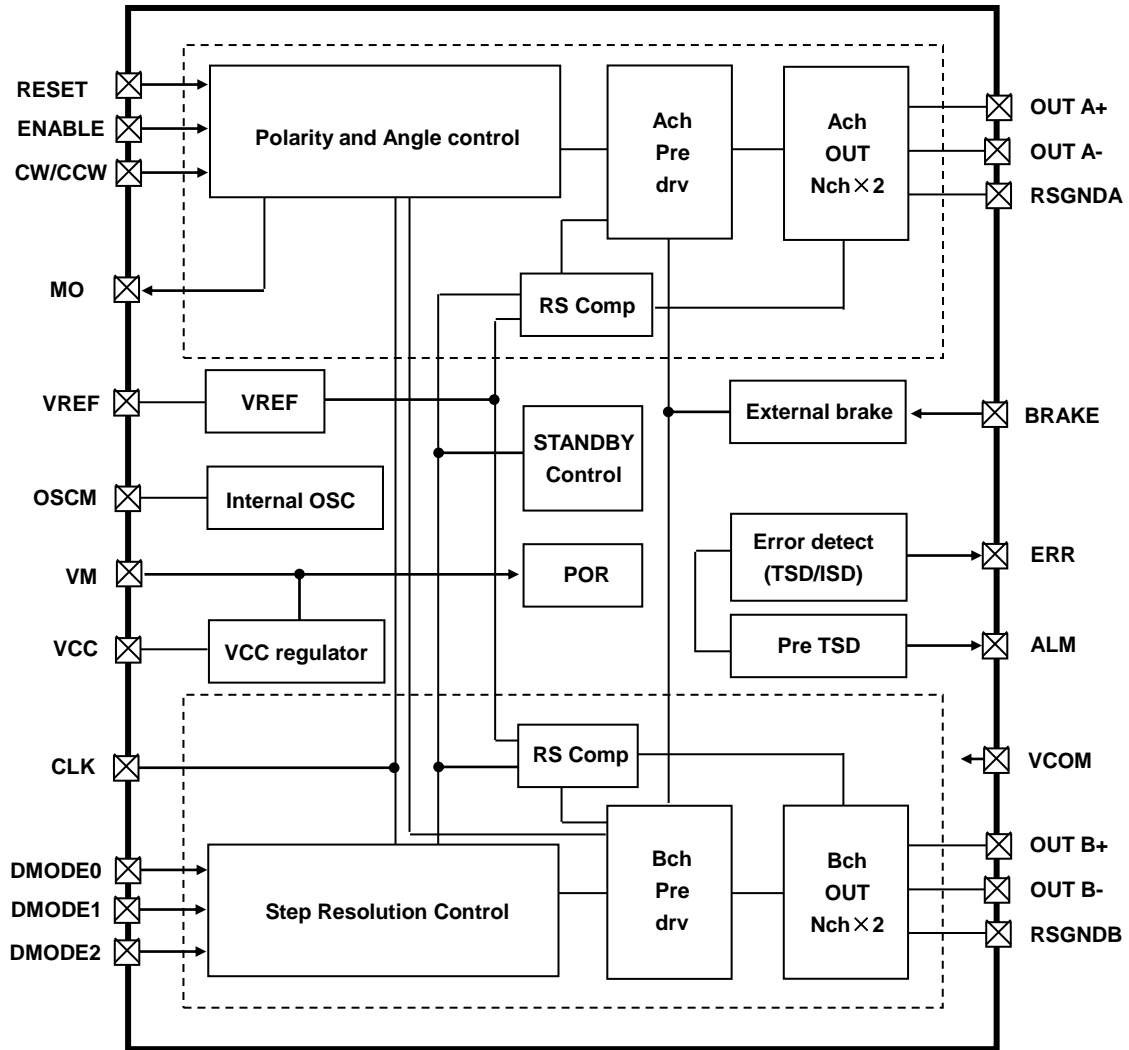 RESET
ENABLE
CW/CCW
MO
VREF
OSCM
VM
VCC
CLK
DMODE0
DMODE1
DMODE2
Polarity and Angle control
Ach
Pre
drv
Ach
OUT
Nch×2
RS Comp
VREF
STANDBY
Control
External brake
Internal OSC
Error detect
(TSD/ISD)
POR
VCC regulator
Pre TSD
RS Comp
Step Resolution Control
Bch
Pre
drv
Bch
OUT
Nch×2
OUT A+
OUT A-
RSGNDA
BRAKE
ERR
ALM
VCOM
OUT B+
OUT B-
RSGNDB